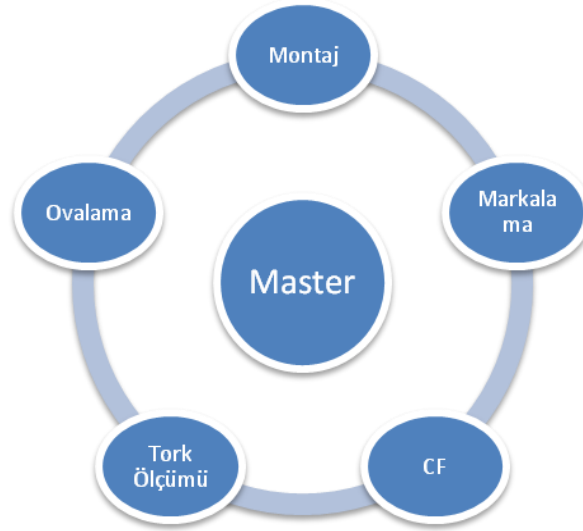 Montaj
Ovalama
Markala
ma
Master
Tork
Ölçümü
CF